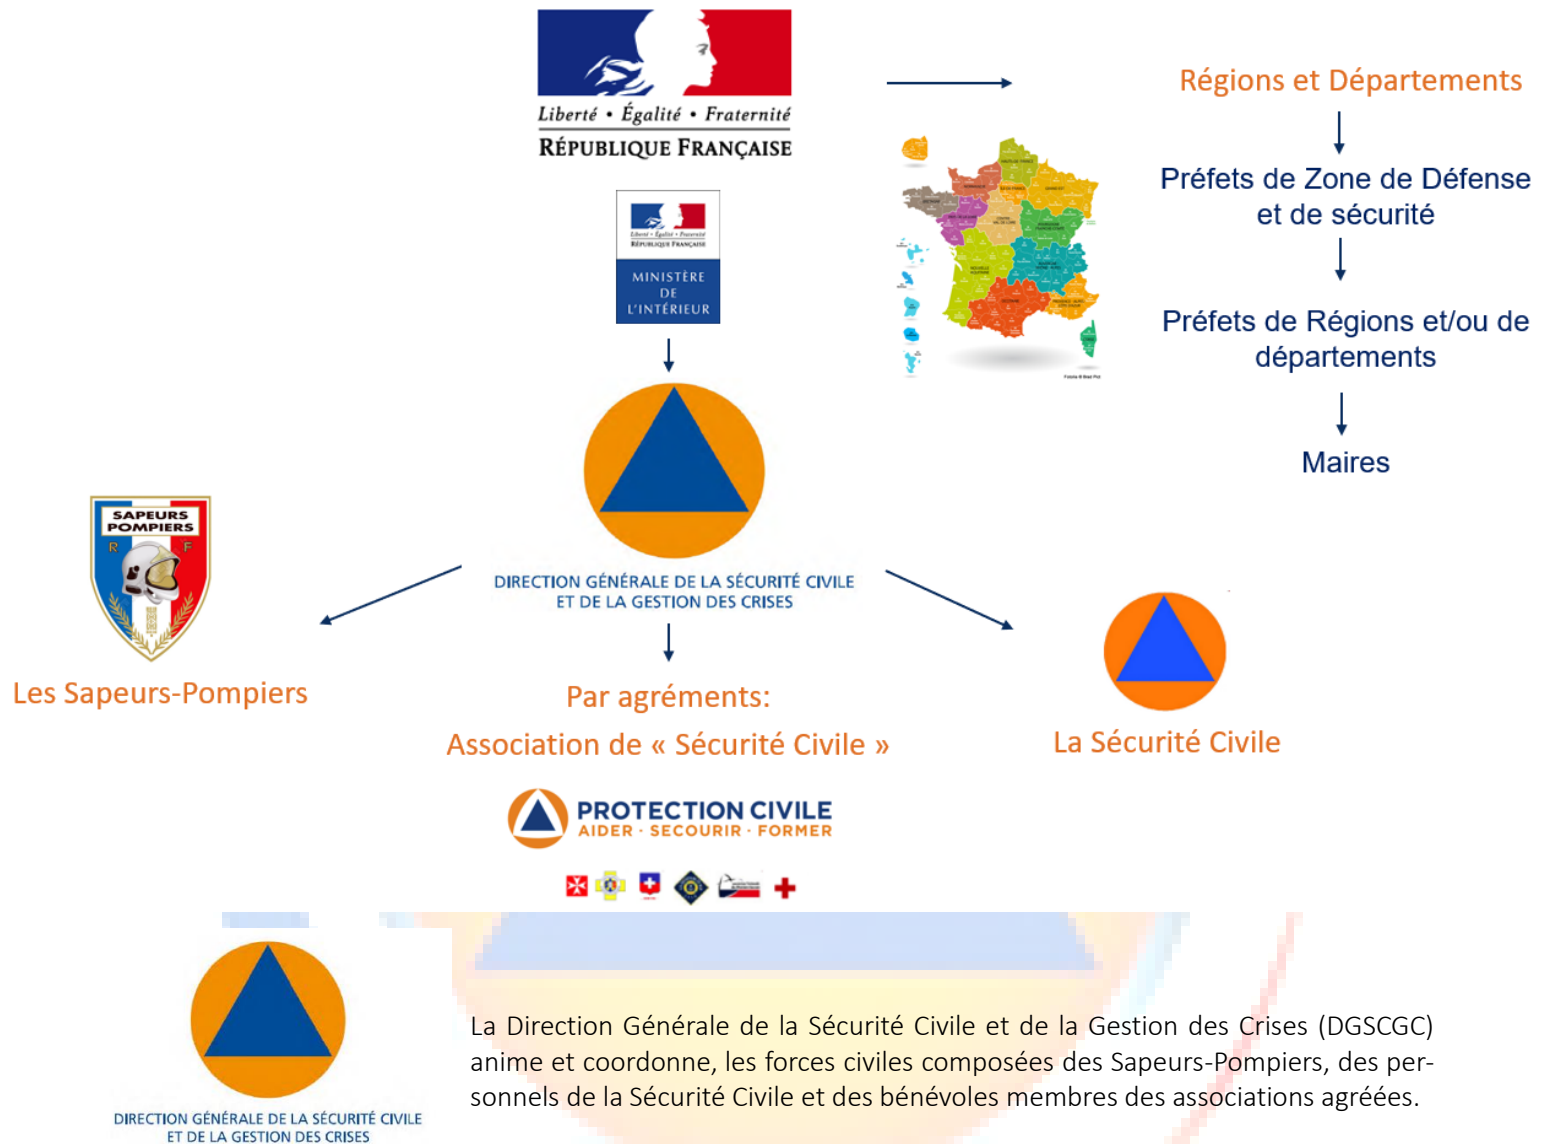 Liberté • Égalité • Fraternité
RÉPUBLIQUE FRANÇAISE
Régions et Départements
Préfets de Zone de Défense
et de sécurité
Préfets de Régions et/ou de
départements
Maires
Liberté • Égalité • Fraternité
RÉPUBLIQUE FRANÇAISE
MINISTÈRE
DE
L'INTÉRIEUR
DIRECTION GÉNÉRALE DE LA SÉCURITÉ CIVILE
ET DE LA GESTION DES CRISES
SAPEURS
POMPIERS
R F
Les Sapeurs-Pompiers
Par agréments:
Association de « Sécurité Civile »
La Sécurité Civile
PROTECTION CIVILE
AIDER · SECOURIR · FORMER
DIRECTION GÉNÉRALE DE LA SÉCURITÉ CIVILE
ET DE LA GESTION DES CRISES
La Direction Générale de la Sécurité Civile et de la Gestion des Crises (DGSCGC)
anime et coordonne, les forces civiles composées des Sapeurs-Pompiers, des per-
sonnels de la Sécurité Civile et des bénévoles membres des associations agréées.